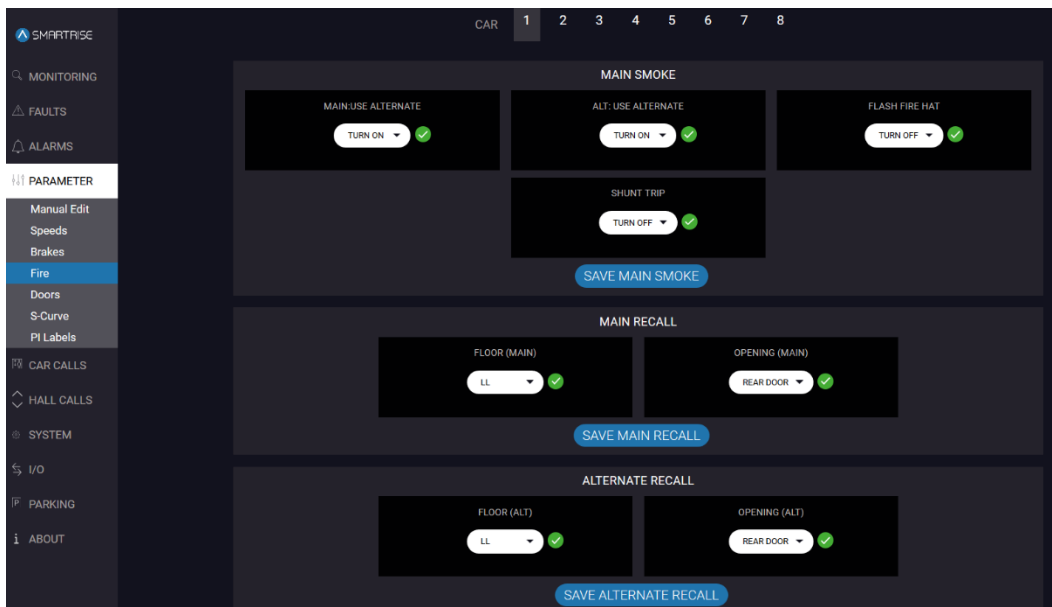 SMARTRISE
MONITORING
FAULTS
ALARMS
PARAMETER
Manual Edit
Speeds
Brakes
Fire
Doors
S-Curve
PI Labels
CAR CALLS
HALL CALLS
SYSTEM
I/O
P PARKING
i ABOUT
CAR 1 2 3 4 5 6 7 8
MAIN SMOKE
MAIN:USE ALTERNATE
TURN ON
ALT: USE ALTERNATE
TURN ON
FLASH FIRE HAT
TURN OFF
SHUNT TRIP
TURN OFF
SAVE MAIN SMOKE
MAIN RECALL
FLOOR (MAIN)
LL
OPENING (MAIN)
REAR DOOR
SAVE MAIN RECALL
ALTERNATE RECALL
FLOOR (ALT)
LL
OPENING (ALT)
REAR DOOR
SAVE ALTERNATE RECALL